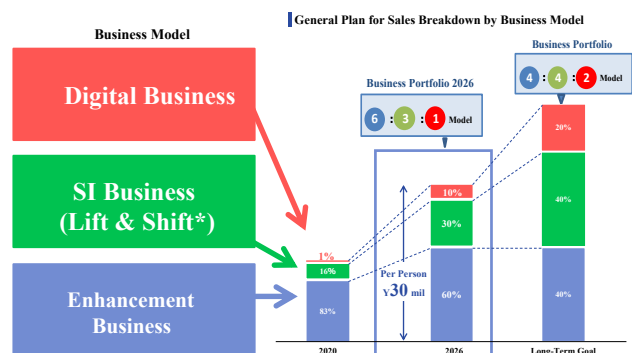 General Plan for Sales Breakdown by Business Model
Business Model
Digital Business
SI Business
(Lift & Shift*)
Enhancement
Business
Business Portfolio
4 : 4 : 2 Model
Business Portfolio 2026
6 : 3 : 1 Model
20%
40%
40%
10%
30%
60%
Per Person
Y30 mil
1%
16%
83%
2020
2026
Long-Term Goal